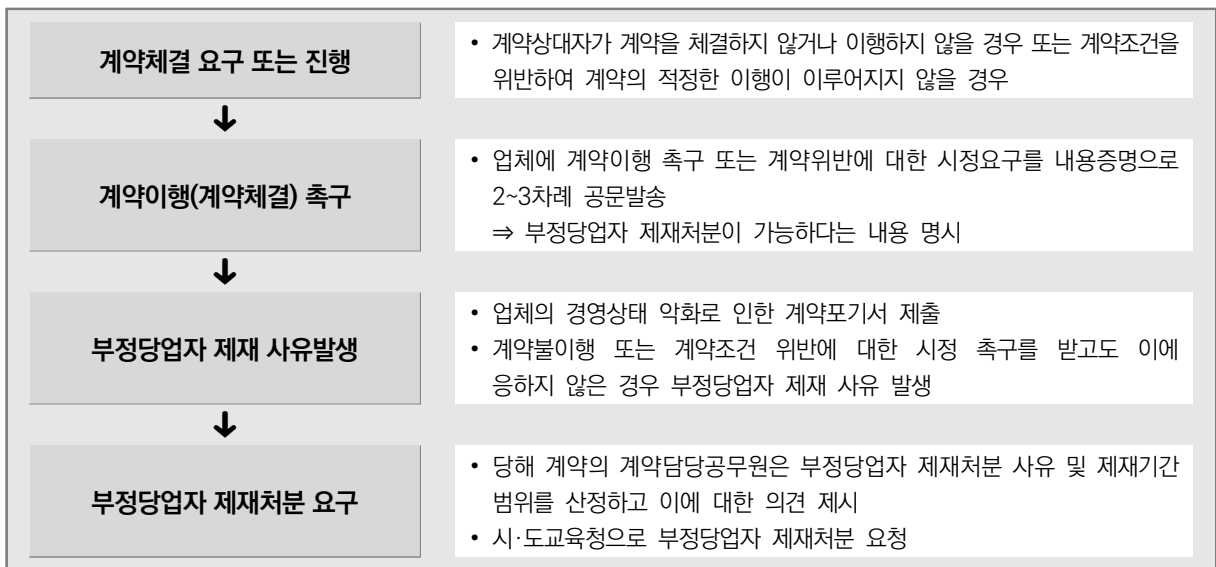 계약체결 요구 또는 진행
• 계약상대자가 계약을 체결하지 않거나 이행하지 않을 경우 또는 계약조건을
위반하여 계약의 적정한 이행이 이루어지지 않을 경우
↓
계약이행(계약체결) 촉구
• 업체에 계약이행 촉구 또는 계약위반에 대한 시정요구를 내용증명으로
2~3차례 공문발송
⇒ 부정당업자 제재처분이 가능하다는 내용 명시
↓
부정당업자 제재 사유발생
• 업체의 경영상태 악화로 인한 계약포기서 제출
• 계약불이행 또는 계약조건 위반에 대한 시정 촉구를 받고도 이에
응하지 않은 경우 부정당업자 제재 사유 발생
↓
부정당업자 제재처분 요구
• 당해 계약의 계약담당공무원은 부정당업자 제재처분 사유 및 제재기간
범위를 산정하고 이에 대한 의견 제시
• 시·도교육청으로 부정당업자 제재처분 요청